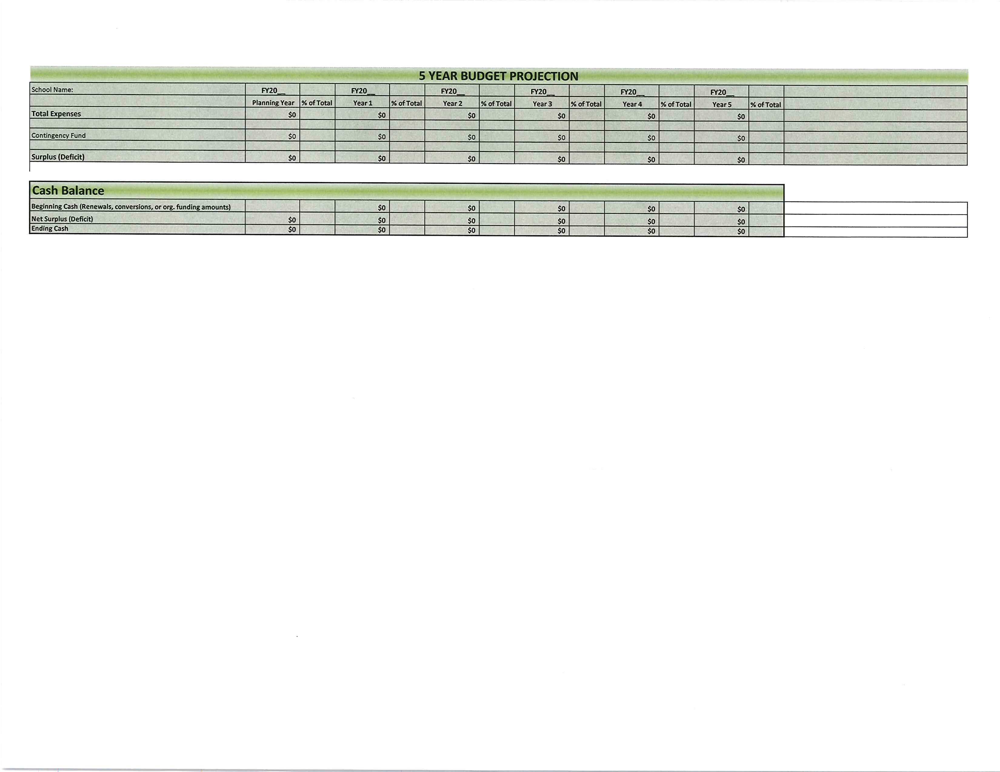 5 YEAR BUDGET PROJECTION
School Name: FY20__ FY20__ FY20__ FY20__ FY20__ FY20__
Planning Year % of Total Year 1 % of Total Year 2 % of Total Year 3 % of Total Year 4 % of Total Year 5 % of Total
Total Expenses $0 $0 $0 $0 $0 $0
Contingency Fund $0 $0 $0 $0 $0 $0
Surplus (Deficit) $0 $0 $0 $0 $0 $0
Cash Balance
Beginning Cash (Renewals, conversions, or org. funding amounts) $0 $0 $0 $0 $0
Net Surplus (Deficit) $0 $0 $0 $0 $0 $0
Ending Cash $0 $0 $0 $0 $0 $0